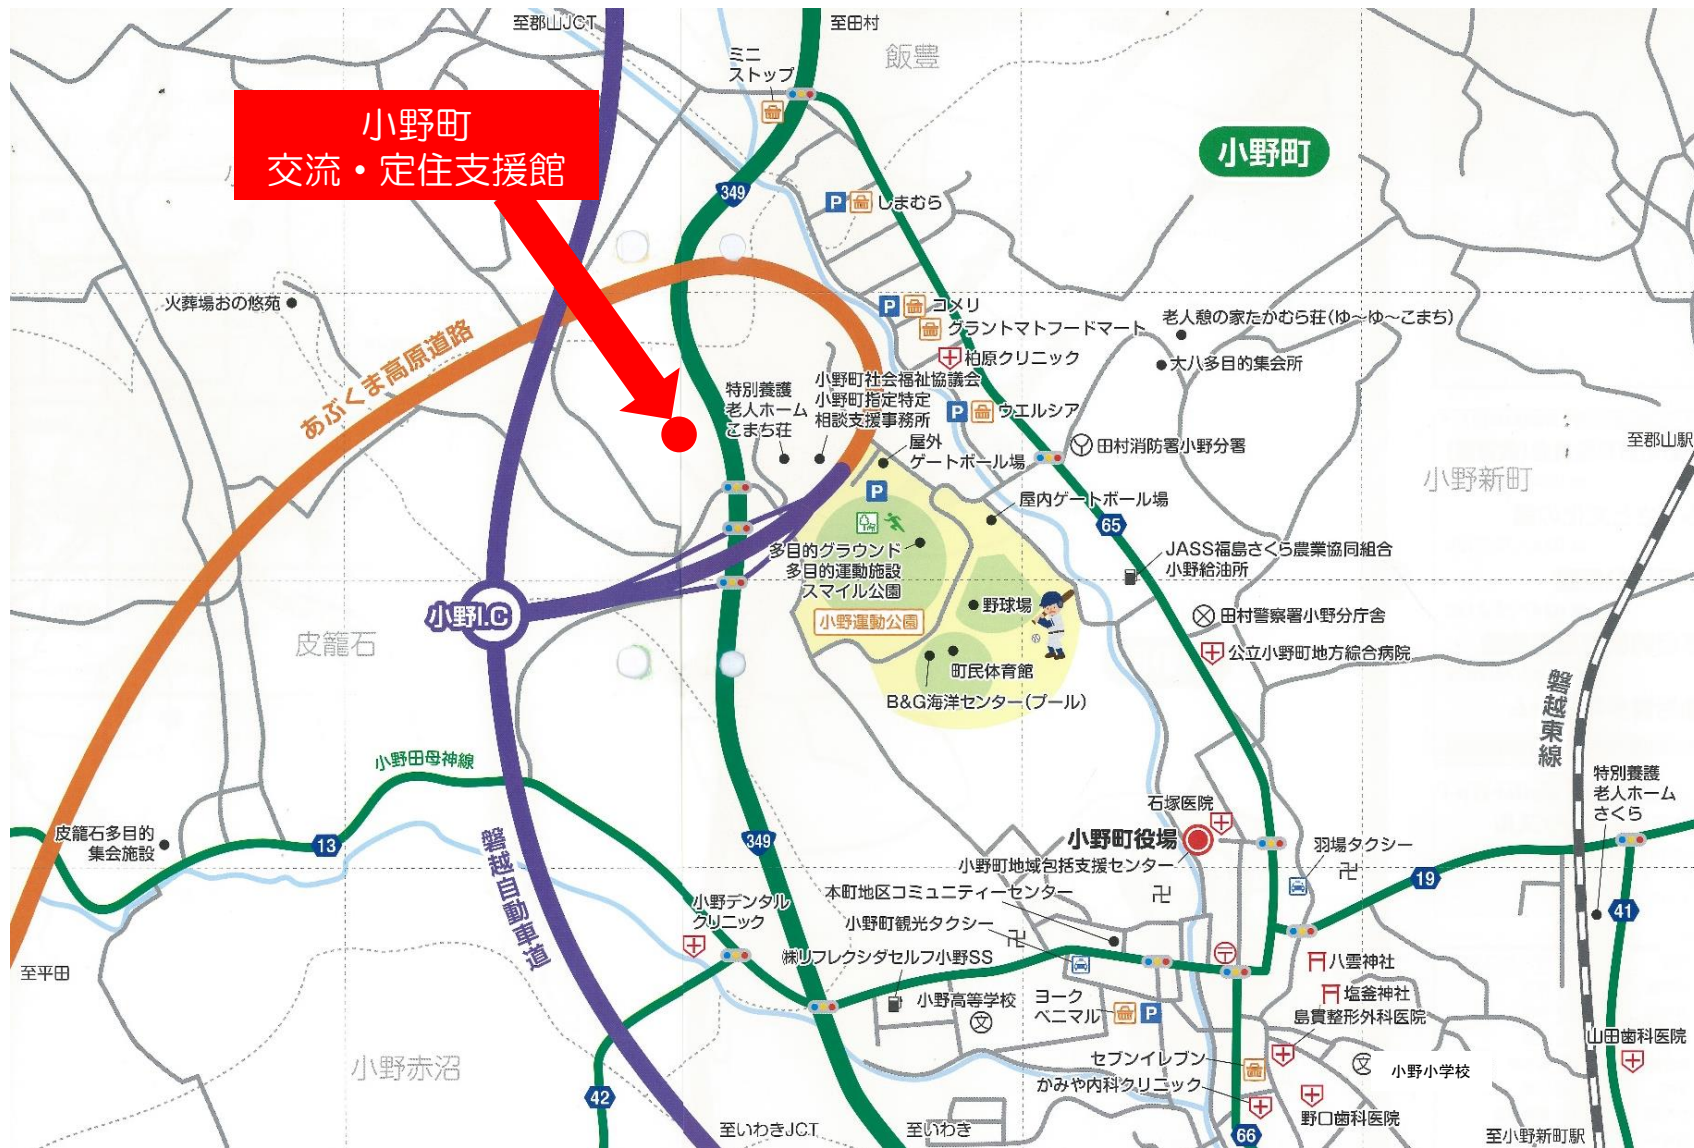 至郡山JCT
至田村
飯豊
ミニ
ストップ
小野町
交流・定住支援館
小野町
349
しまむら
P
火葬場おの悠苑
あぶくま高原道路
P
コメリ
グラントマトフードマート
柏原クリニック
老人憩の家たかむら荘(ゆ〜ゆ〜こまち)
大八多目的集会所
特別養護
老人ホーム
こまち荘
小野町社会福祉協議会
小野町指定特定
相談支援事務所
P
ウエルシア
屋外
ゲートボール場
田村消防署小野分署
至郡山駅
小野新町
P
屋内ゲートボール場
65
多目的グラウンド
多目的運動施設
スマイル公園
JASS福島さくら農業協同組合
小野給油所
小野I.C
小野運動公園
野球場
田村警察署小野分庁舎
皮籠石
町民体育館
公立小野町地方綜合病院
B&G海洋センター(プール)
磐越東線
小野田母神線
特別養護
老人ホーム
さくら
石塚医院
皮籠石多目的
集会施設
13
磐越自動車道
349
小野町役場
小野町地域包括支援センター
羽場タクシー
19
41
本町地区コミュニティーセンター
小野デンタル
クリニック
小野町観光タクシー
㈱リフレクシダセルフ小野SS
至平田
八雲神社
塩釜神社
小野高等学校
文
ヨーク
ベニマル
P
島貫整形外科医院
山田歯科医院
小野赤沼
セブンイレブン
文
小野小学校
かみや内科クリニック
42
野口歯科医院
至いわきJCT
至いわき
66
至小野新町駅